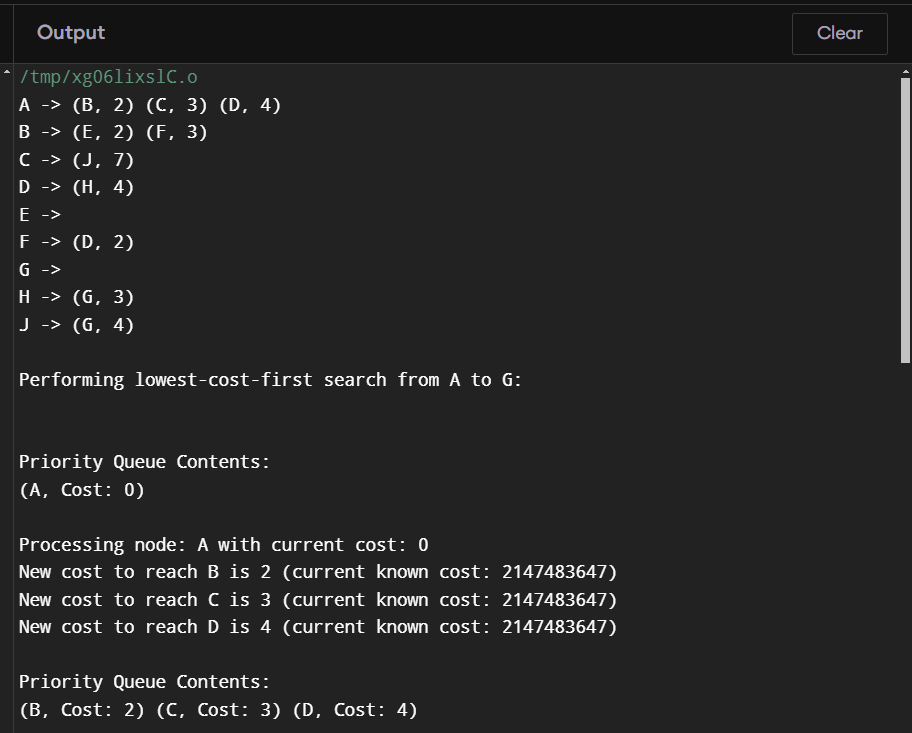 Output
Clear
/tmp/xg06lixslC.o
A -> (B, 2) (C, 3) (D, 4)
B -> (E, 2) (F, 3)
C -> (J, 7)
D -> (H, 4)
E ->
F -> (D, 2)
G ->
H -> (G, 3)
J -> (G, 4)
Performing lowest-cost-first search from A to G:
Priority Queue Contents:
(A, Cost: 0)
Processing node: A with current cost: 0
New cost to reach B is 2 (current known cost: 2147483647)
New cost to reach C is 3 (current known cost: 2147483647)
New cost to reach D is 4 (current known cost: 2147483647)
Priority Queue Contents:
(B, Cost: 2) (C, Cost: 3) (D, Cost: 4)